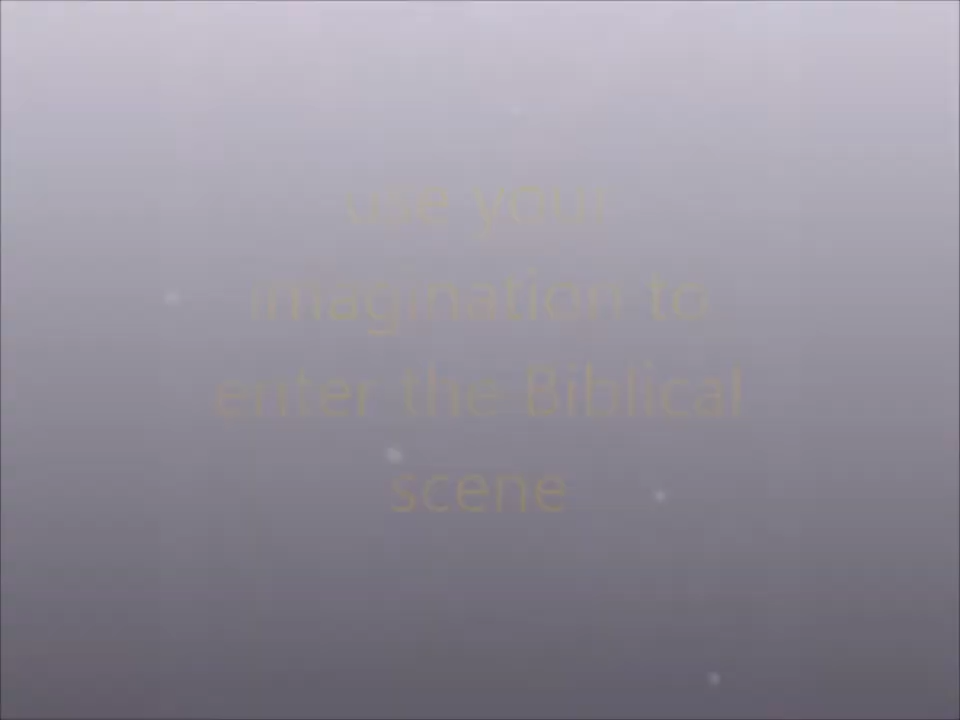 use your
imagination to
enter the Biblical
scene